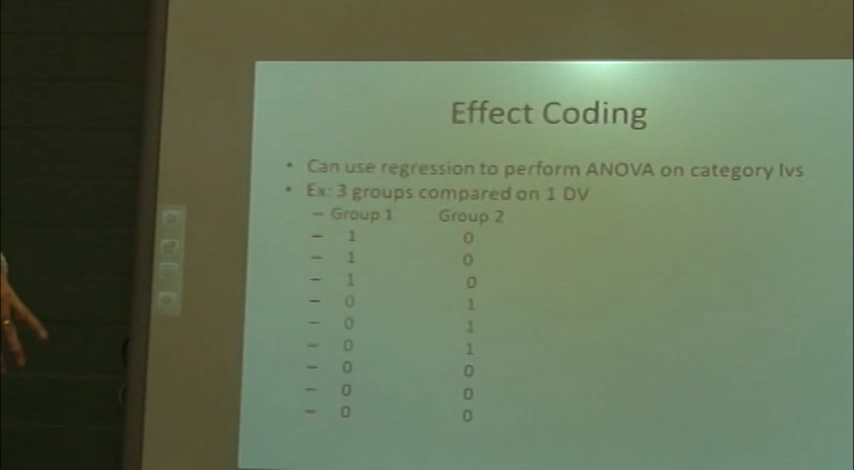 Effect Coding
• Can use regression to perform ANOVA on category Ivs
• Ex: 3 groups compared on 1 DV
– Group 1 Group 2
– 1 0
– 1 0
– 1 0
– 0 1
– 0 1
– 0 1
– 0 0
– 0 0
– 0 0